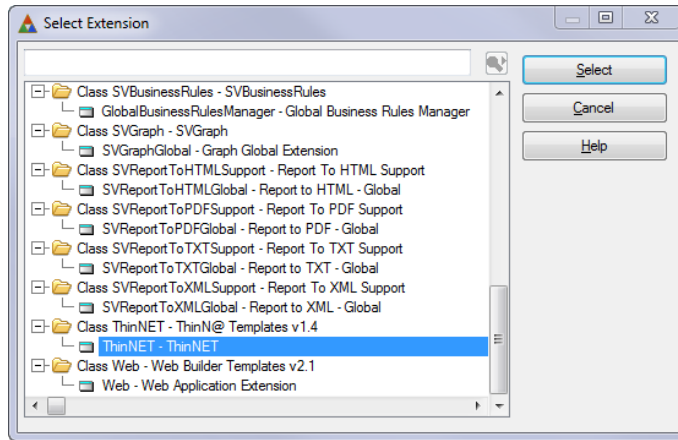 Select Extension
Select
Cancel
Help
Class SVBusinessRules - SVBusinessRules
GlobalBusinessRulesManager - Global Business Rules Manager
Class SVGraph - SVGraph
SVGraphGlobal - Graph Global Extension
Class SVReportToHTMLSupport - Report To HTML Support
SVReportToHTMLGlobal - Report to HTML - Global
Class SVReportToPDFSupport - Report To PDF Support
SVReportToPDFGlobal - Report to PDF - Global
Class SVReportToTXTSupport - Report To TXT Support
SVReportToTXTGlobal - Report to TXT - Global
Class SVReportToXMLSupport - Report To XML Support
SVReportToXMLGlobal - Report to XML - Global
Class ThinNET - ThinN@ Templates v1.4
ThinNET - ThinNET
Class Web - Web Builder Templates v2.1
Web - Web Application Extension